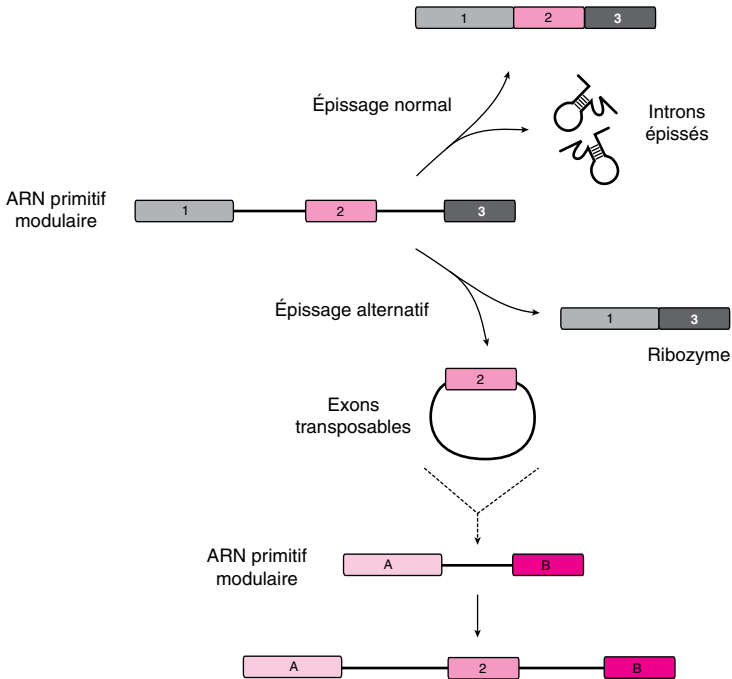 1 2 3
Épissage normal
Introns
épissés
ARN primitif
modulaire
1 2 3
Épissage alternatif
1 3
Ribozyme
2
Exons
transposables
ARN primitif
modulaire
A B
A 2 B